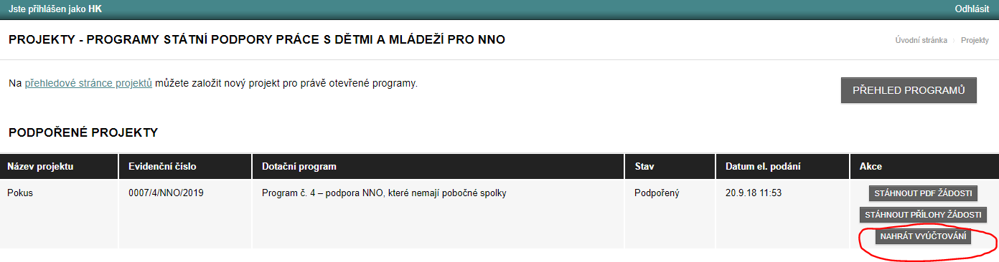 Jste přihlášen jako HK
Odhlásit
PROJEKTY - PROGRAMY STÁTNÍ PODPORY PRÁCE S DĚTMI A MLÁDEŽÍ PRO NNO
Úvodní stránka
Projekty
Na přehledové stránce projektů můžete založit nový projekt pro právě otevřené programy.
PŘEHLED PROGRAMŮ
PODPOŘENÉ PROJEKTY
Název projektu Evidenční číslo Dotační program Stav Datum el. podání Akce
Pokus 0007/4/NNO/2019 Program č. 4 – podpora NNO, které nemají pobočné spolky Podpořený 20.9.18 11:53
STÁHNOUT PDF ŽÁDOSTI
STÁHNOUT PŘÍLOHY ŽÁDOSTI
NAHRÁT VYÚČTOVÁNÍ